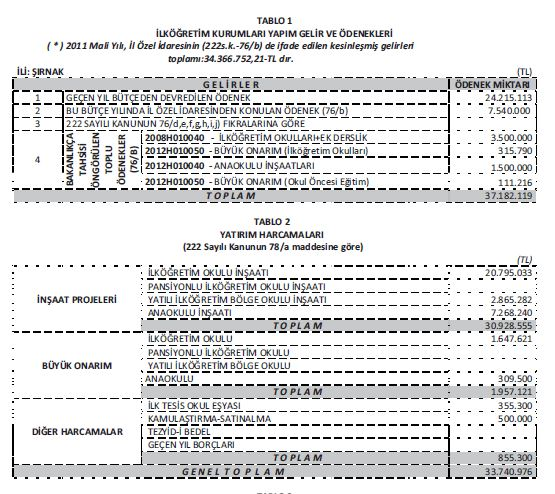 TABLO 1
İLKÖĞRETİM KURUMLARI YAPIM GELİR VE ÖDENEKLERİ
( * ) 2011 Mali Yılı, İl Özel İdaresinin (222s.k.-76/b) de ifade edilen kesinleşmiş gelirleri
toplamı:34.366.752,21-TL dır.
İLİ: ŞIRNAK (TL)
G E L İ R L E R ÖDENEK MİKTARI
1 GEÇEN YIL BÜTÇEDEN DEVREDİLEN ÖDENEK 24.215.113
2 BU BÜTÇE YILINDA İL ÖZEL İDARESİNDEN KONULAN ÖDENEK (76/b) 7.540.000
3 222 SAYILI KANUNUN 76/d,e,f,g,h,i,j) FIKRALARINA GÖRE
4 BAKANLIKÇA TAHSİSİ ÖNGÖRÜLEN TOPLU ÖDENEKLER (76/B)
2008H010040 - İLKÖĞRETİM OKULLARI+EK DERSLİK 3.500.000
2012H010050 - BÜYÜK ONARIM (İlköğretim Okulları) 315.790
2012H010040 - ANAOKULU İNŞAATLARI 1.500.000
2012H010050 - BÜYÜK ONARIM (Okul Öncesi Eğitim) 111.216
T O P L A M 37.182.119
TABLO 2
YATIRIM HARCAMALARI
(222 Sayılı Kanunun 78/a maddesine göre)
(TL)
İNŞAAT PROJELERİ
İLKÖĞRETİM OKULU İNŞAATI 20.795.033
PANSİYONLU İLKÖĞRETİM OKULU İNŞAATI
YATILI İLKÖĞRETİM BÖLGE OKULU İNŞAATI 2.865.282
ANAOKULU İNŞAATI 7.268.240
T O P L A M 30.928.555
BÜYÜK ONARIM
İLKÖĞRETİM OKULU 1.647.621
PANSİYONLU İLKÖĞRETİM OKULU
YATILI İLKÖĞRETİM BÖLGE OKULU
ANAOKULU 309.500
T O P L A M 1.957.121
DİĞER HARCAMALAR
İLK TESİS OKUL EŞYASI 355.300
KAMULAŞTIRMA-SATINALMA 500.000
TEZYİD-İ BEDEL
GEÇEN YIL BORÇLARI
T O P L A M 855.300
G E N E L T O P L A M 33.740.976